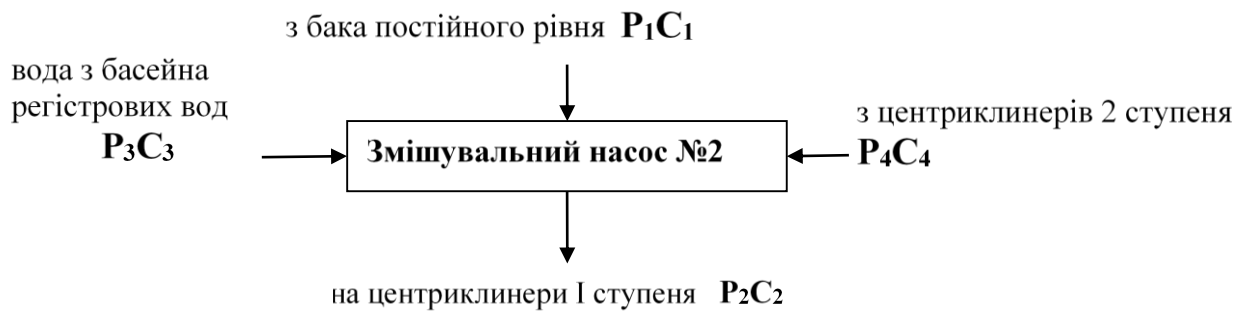 з бака постійного рівня P₁C₁
вода з басейна
регістрових вод
P₃C₃
Змішувальний насос №2
з центриклинерів 2 ступеня
P₄C₄
на центриклинери I ступеня P₂C₂